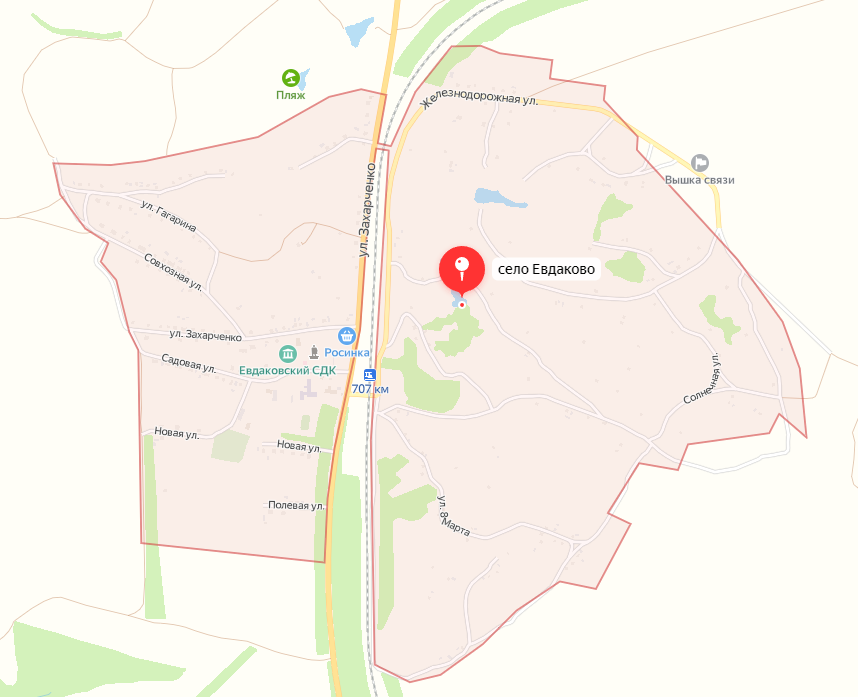 Пляж
Железнодорожная ул.
Вышка связи
ул. Захарченко
ул. Гагарина
Совхозная ул.
село Евдаково
ул. Захарченко
Росинка
Садовая ул.
Евдаковский СДК
707 км
Солнечная ул.
Новая ул.
Новая ул.
Полевая ул.
ул. 8 Марта